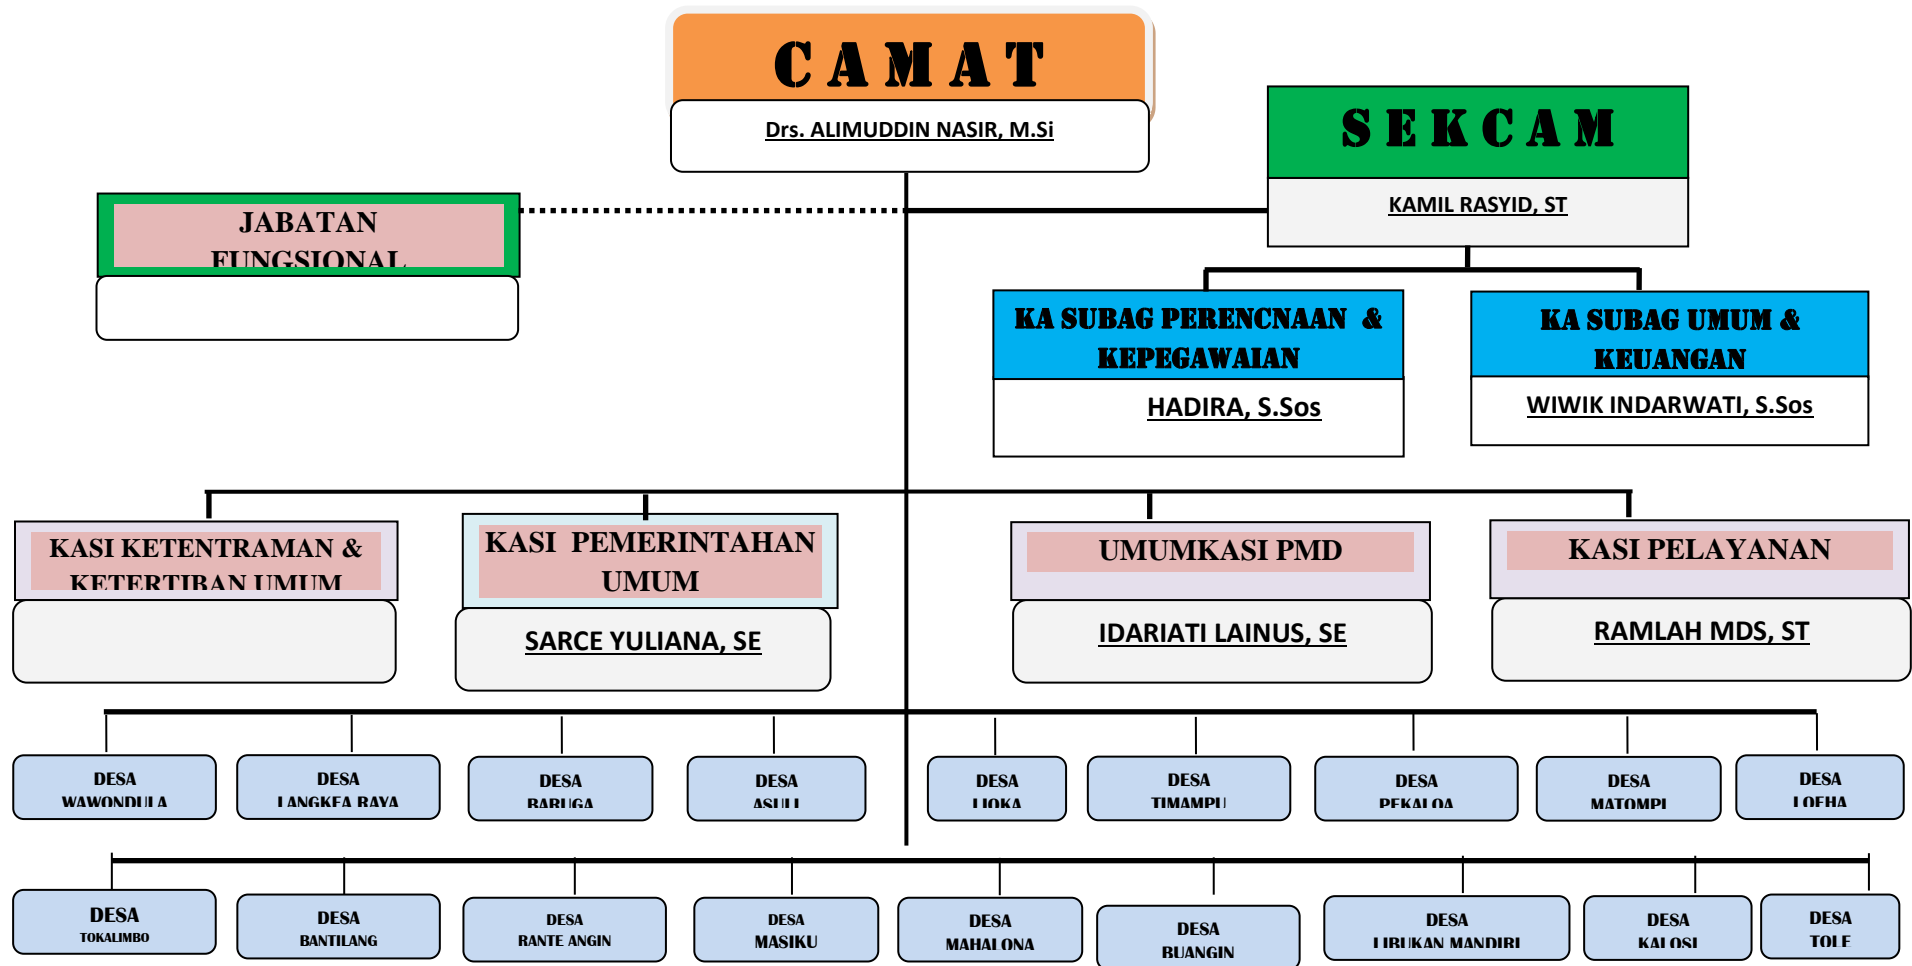 CAMAT
Drs. ALIMUDDIN NASIR, M.Si
SEKCAM
KAMIL RASYID, ST
JABATAN
FUNGSIONAL
KA SUBAG PERENCNAAN & 
KEPEGAWAIAN
HADIRA, S.Sos
KA SUBAG UMUM &
KEUANGAN
WIWIK INDARWATI, S.Sos
KASI KETENTRAMAN &
KETERTIBAN UMUM
KASI PEMERINTAHAN
UMUM
SARCE YULIANA, SE
UMUMKASI PMD
IDARIATI LAINUS, SE
KASI PELAYANAN
RAMLAH MDS, ST
DESA
WAWONDULA
DESA
LANGKEA RAYA
DESA
BARUGA
DESA
ASULI
DESA
LIOKA
DESA
TIMAMPU
DESA
PEKALOA
DESA
MATOMPI
DESA
LOEHA
DESA
TOKALIMBO
DESA
BANTILANG
DESA
RANTE ANGIN
DESA
MASIKU
DESA
MAHALONA
DESA
BUANGIN
DESA
LIBUKAN MANDIRI
DESA
KALOSI
DESA
TOLE